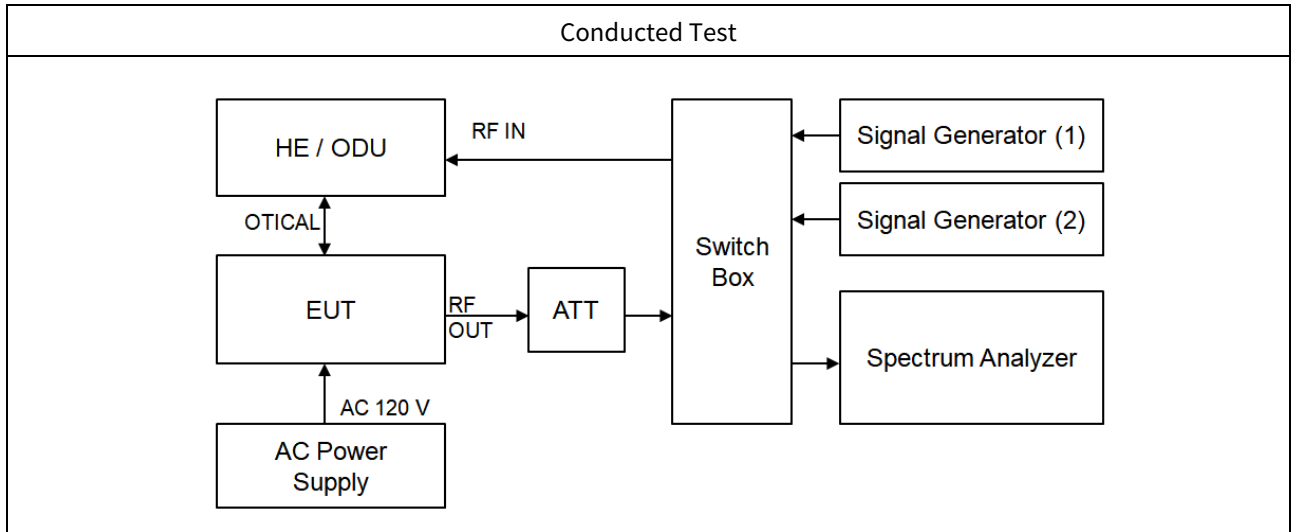 Conducted Test
HE / ODU
RF IN
Signal Generator (1)
Signal Generator (2)
OTICAL
Switch
Box
EUT
RF
OUT
ATT
Spectrum Analyzer
AC 120 V
AC Power
Supply